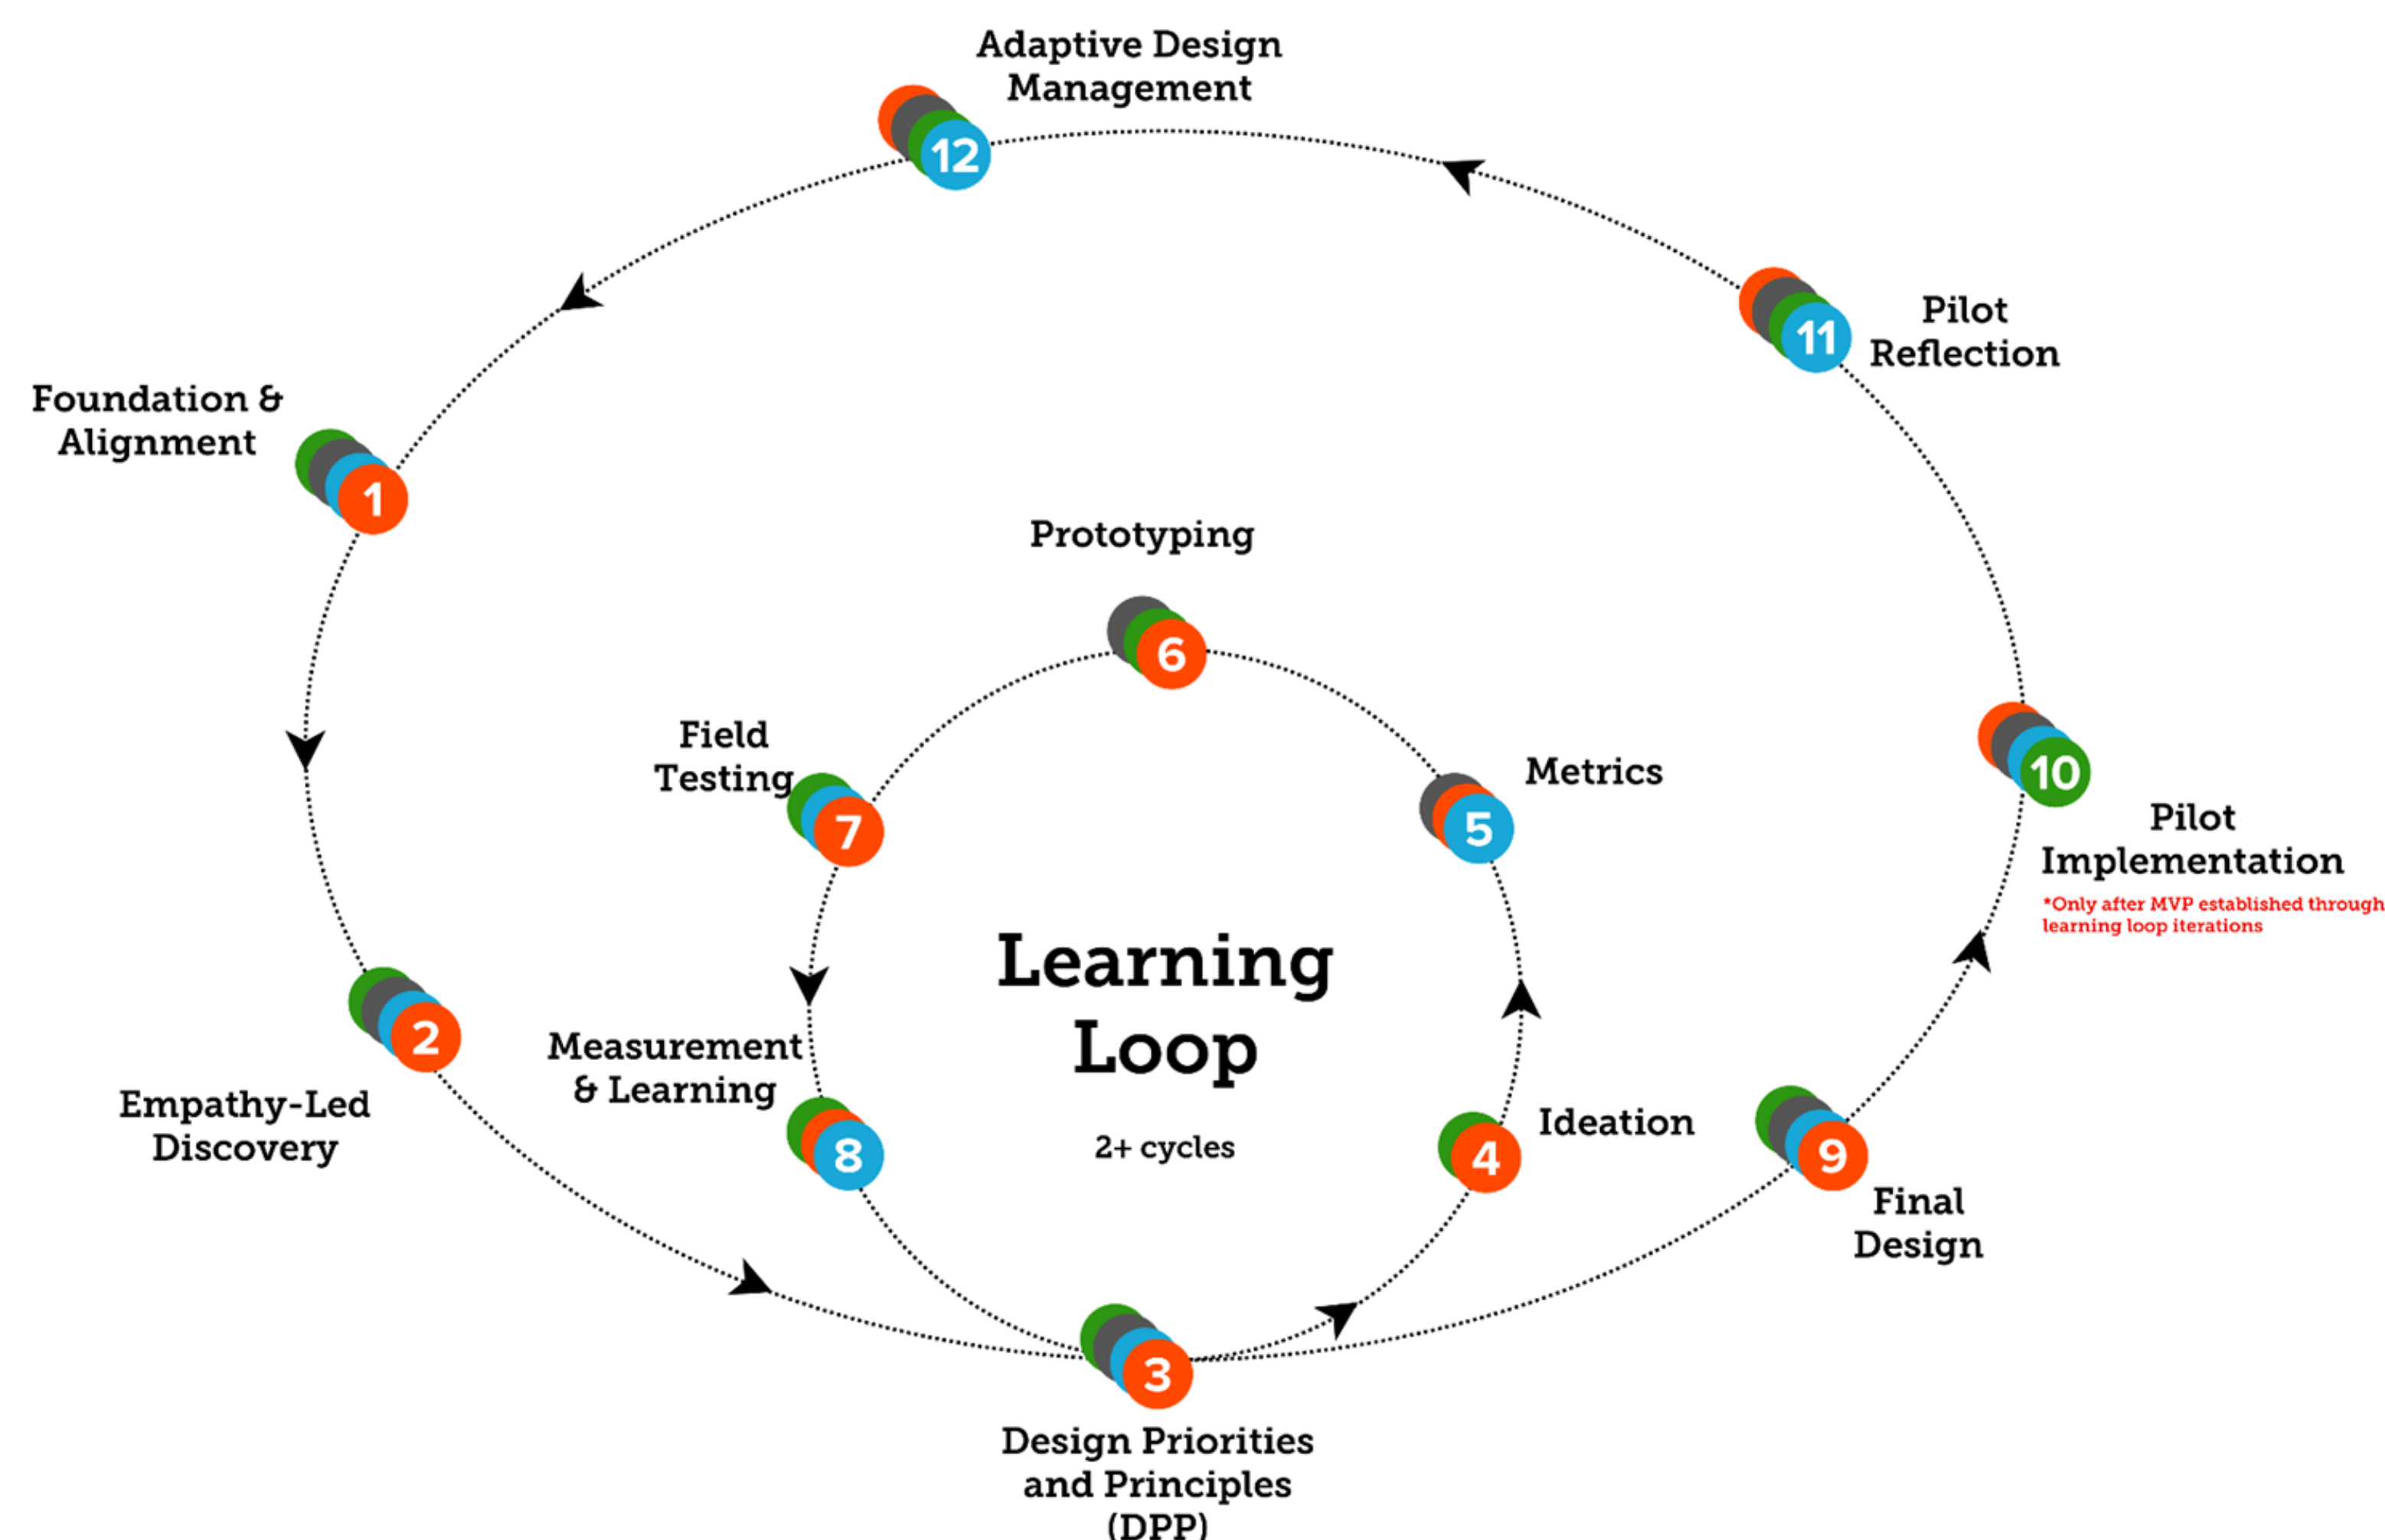 Adaptive Design
Management
12
11
Pilot
Reflection
Foundation &
Alignment
1
Prototyping
6
Field
Testing
7
Metrics
5
10
Pilot
Implementation
*Only after MVP established through
learning loop iterations
Learning
Loop
2+ cycles
2
Empathy-Led
Discovery
Measurement
& Learning
8
Ideation
4
9
Final
Design
3
Design Priorities
and Principles
(DPP)